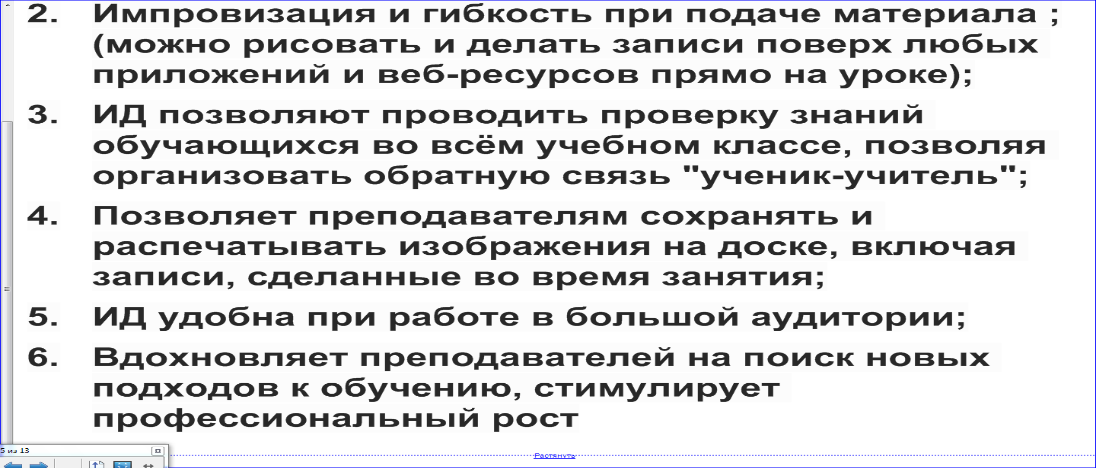 2. Импровизация и гибкость при подаче материала ;
(можно рисовать и делать записи поверх любых
приложений и веб-ресурсов прямо на уроке);
3. ИД позволяют проводить проверку знаний
обучающихся во всём учебном классе, позволяя
организовать обратную связь "ученик-учитель";
4. Позволяет преподавателям сохранять и
распечатывать изображения на доске, включая
записи, сделанные во время занятия;
5. ИД удобна при работе в большой аудитории;
6. Вдохновляет преподавателей на поиск новых
подходов к обучению, стимулирует
профессиональный рост
5 из 13
Растянуть